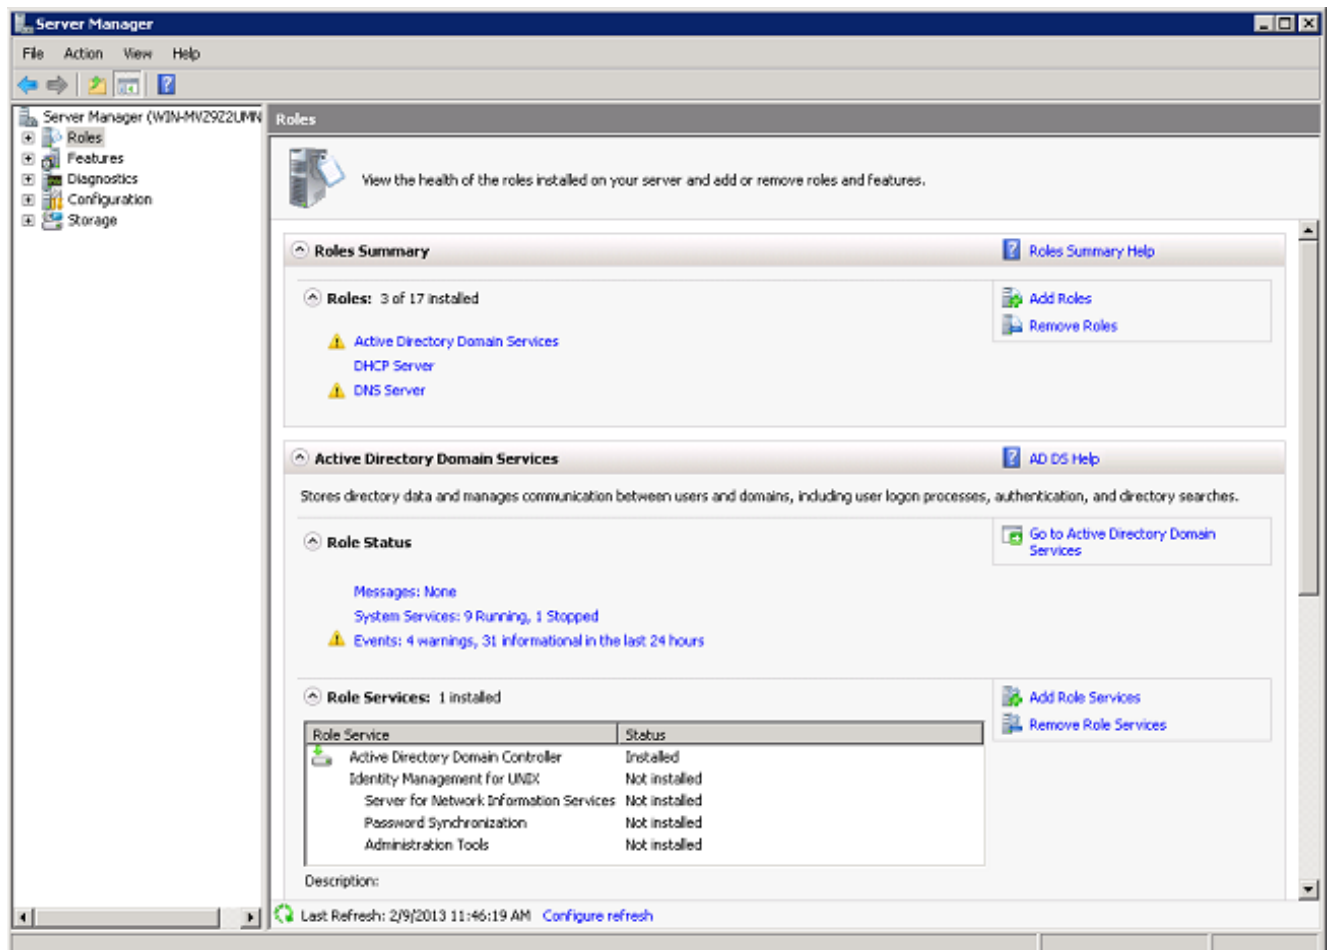 Server Manager
File Action View Help
Server Manager (WIN-MVZ9Z2UMN
Roles
Features
Diagnostics
Configuration
Storage
Roles
View the health of the roles installed on your server and add or remove roles and features.
Roles Summary
Roles Summary Help
Roles: 3 of 17 installed
Add Roles
Remove Roles
Active Directory Domain Services
DHCP Server
DNS Server
Active Directory Domain Services
AD DS Help
Stores directory data and manages communication between users and domains, including user logon processes, authentication, and directory searches.
Role Status
Go to Active Directory Domain
Services
Messages: None
System Services: 9 Running, 1 Stopped
Events: 4 warnings, 31 informational in the last 24 hours
Role Services: 1 installed
Add Role Services
Remove Role Services
Role Service Status
Active Directory Domain Controller Installed
Identity Management for UNIX Not installed
Server for Network Information Services Not installed
Password Synchronization Not installed
Administration Tools Not installed
Description:
Last Refresh: 2/9/2013 11:46:19 AM Configure refresh